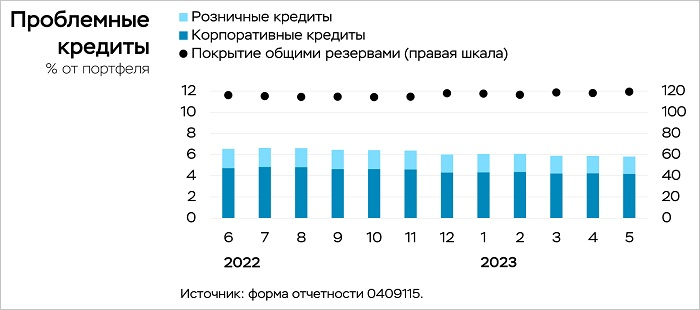 Проблемные
кредиты
% от портфеля
Розничные кредиты
Корпоративные кредиты
Покрытие общими резервами (правая шкала)
12 120
10 100
8 80
6 60
4 40
2 20
0 0
6 7 8 9 10 11 12 1 2 3 4 5
2022 2023
Источник: форма отчетности 0409115.